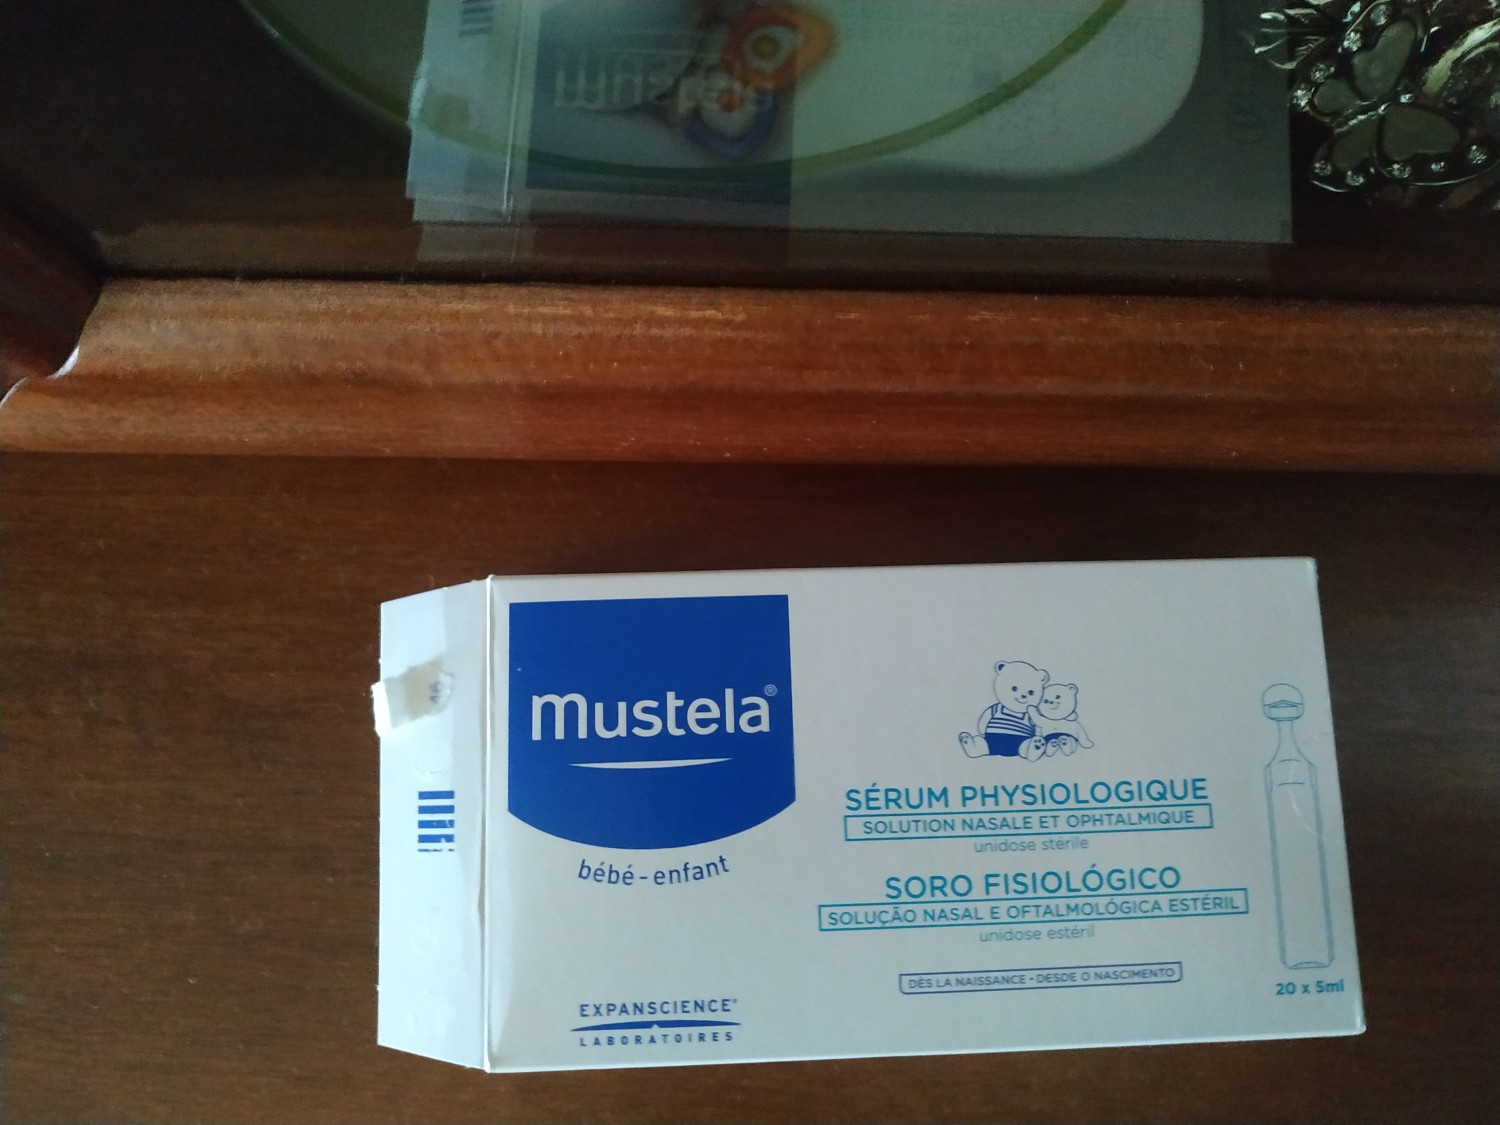 mustela®
bébé-enfant
EXPANSCIENCE®
LABORATOIRES
SÉRUM PHYSIOLOGIQUE
SOLUTION NASALE ET OPHTALMIQUE
unidose stérile
SORO FISIOLÓGICO
SOLUÇÃO NASAL E OFTALMOLÓGICA ESTÉRIL
unidose estéril
DÈS LA NAISSANCE • DESDE O NASCIMENTO
20 x 5ml